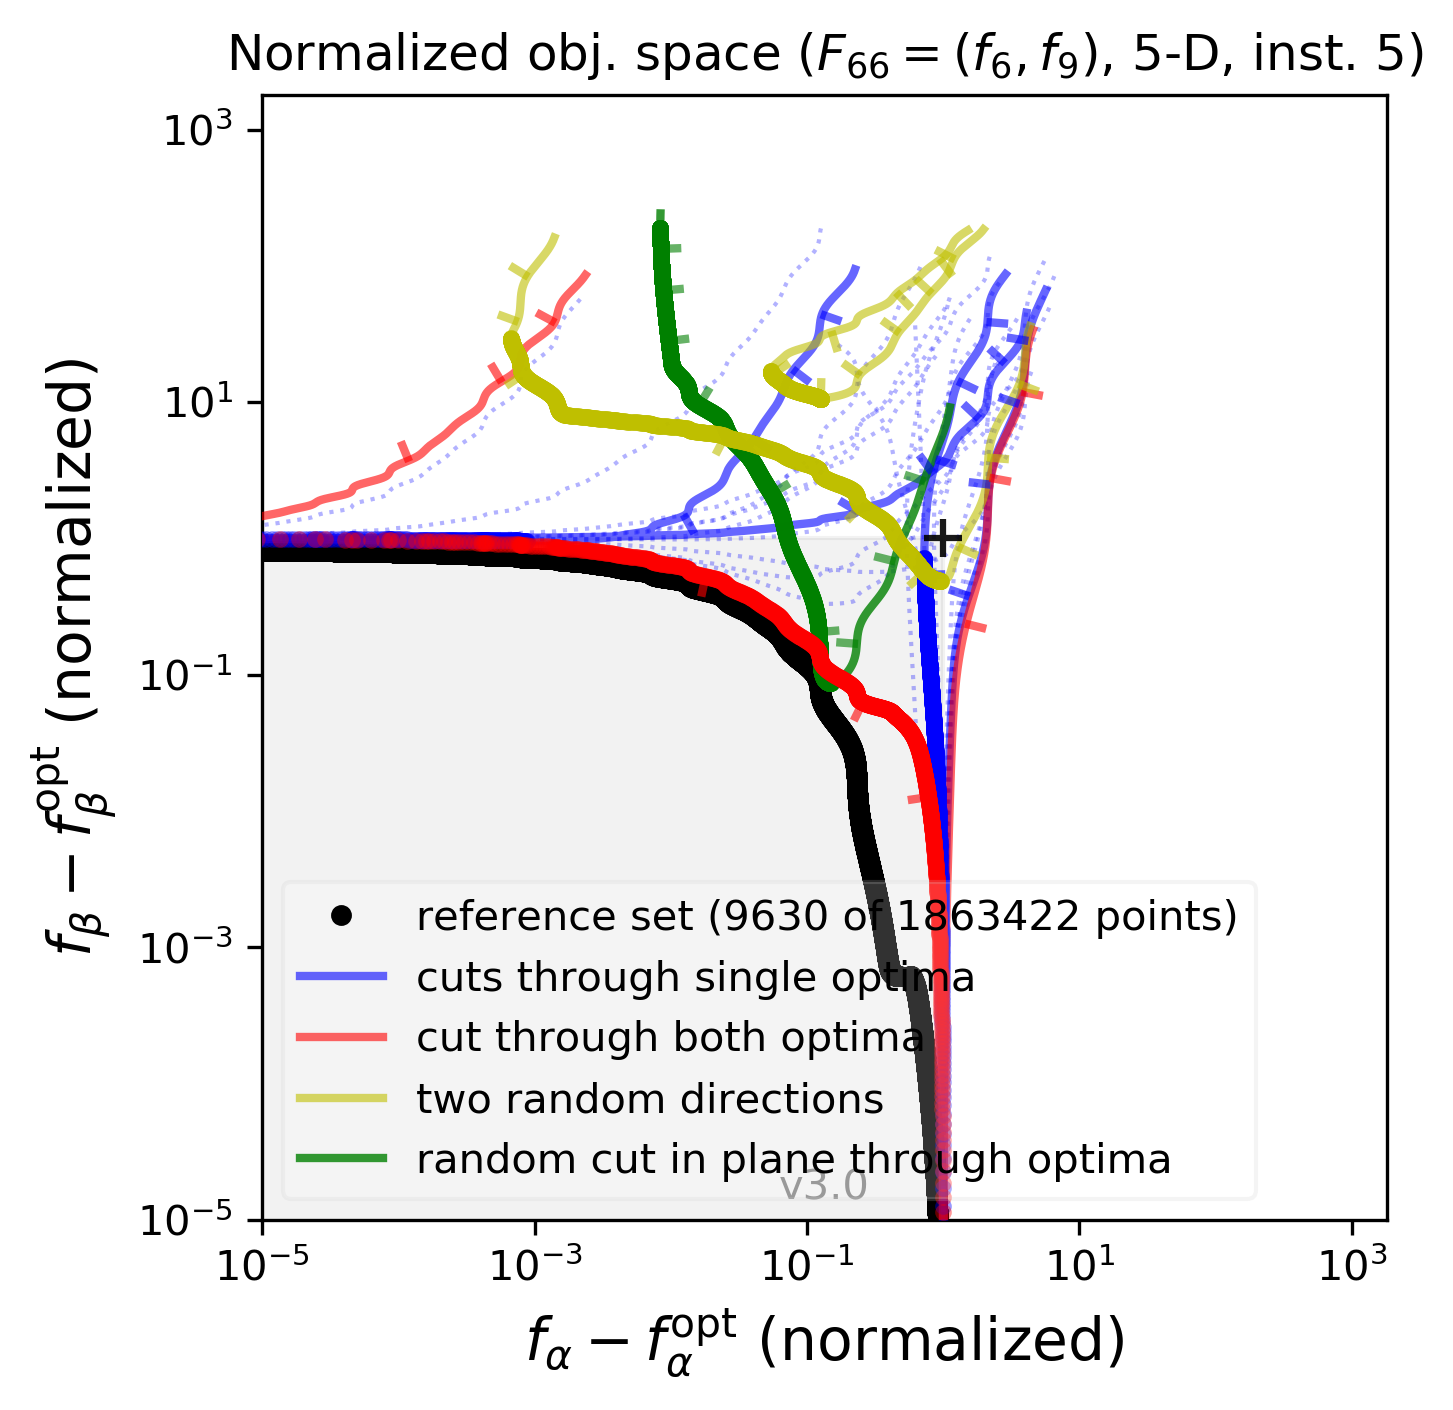 Normalized obj. space (F₆₆ = (f₆, f₉), 5-D, inst. 5)
10³
10¹
10⁻¹
10⁻³
10⁻⁵
f_β − f_β^opt (normalized)
reference set (9630 of 1863422 points)
cuts through single optima
cut through both optima
two random directions
random cut in plane through optima
v3.0
10⁻⁵ 10⁻³ 10⁻¹ 10¹ 10³
f_α − f_α^opt (normalized)